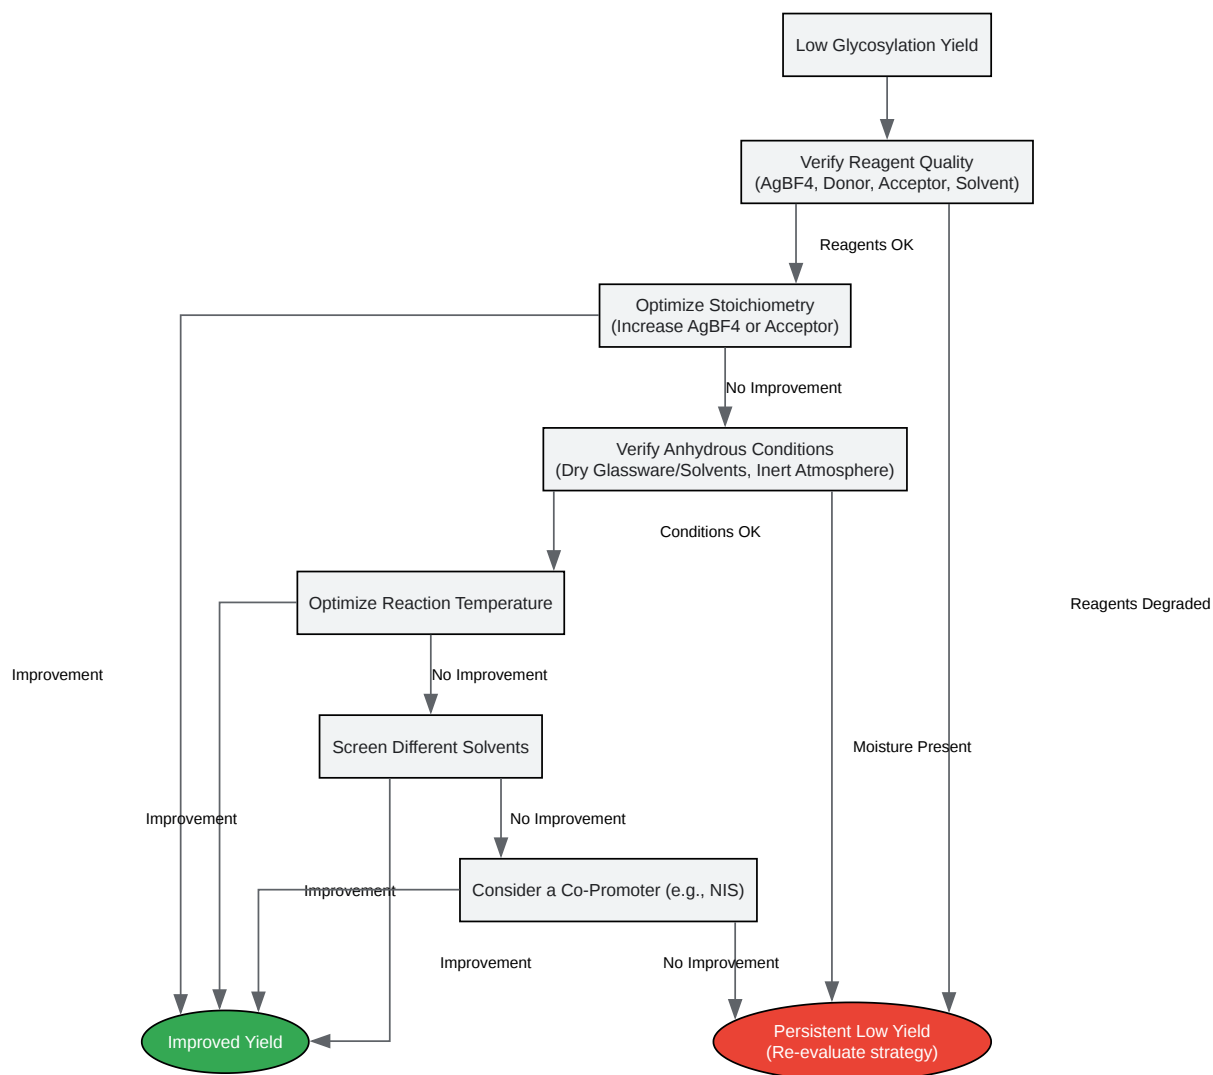 Low Glycosylation Yield
Verify Reagent Quality
(AgBF4, Donor, Acceptor, Solvent)
Reagents OK
Optimize Stoichiometry
(Increase AgBF4 or Acceptor)
No Improvement
Verify Anhydrous Conditions
(Dry Glassware/Solvents, Inert Atmosphere)
Conditions OK
Optimize Reaction Temperature
Reagents Degraded
Improvement
No Improvement
Screen Different Solvents
Moisture Present
Improvement
No Improvement
Improvement
Consider a Co-Promoter (e.g., NIS)
Improvement
No Improvement
Improved Yield
Persistent Low Yield
(Re-evaluate strategy)